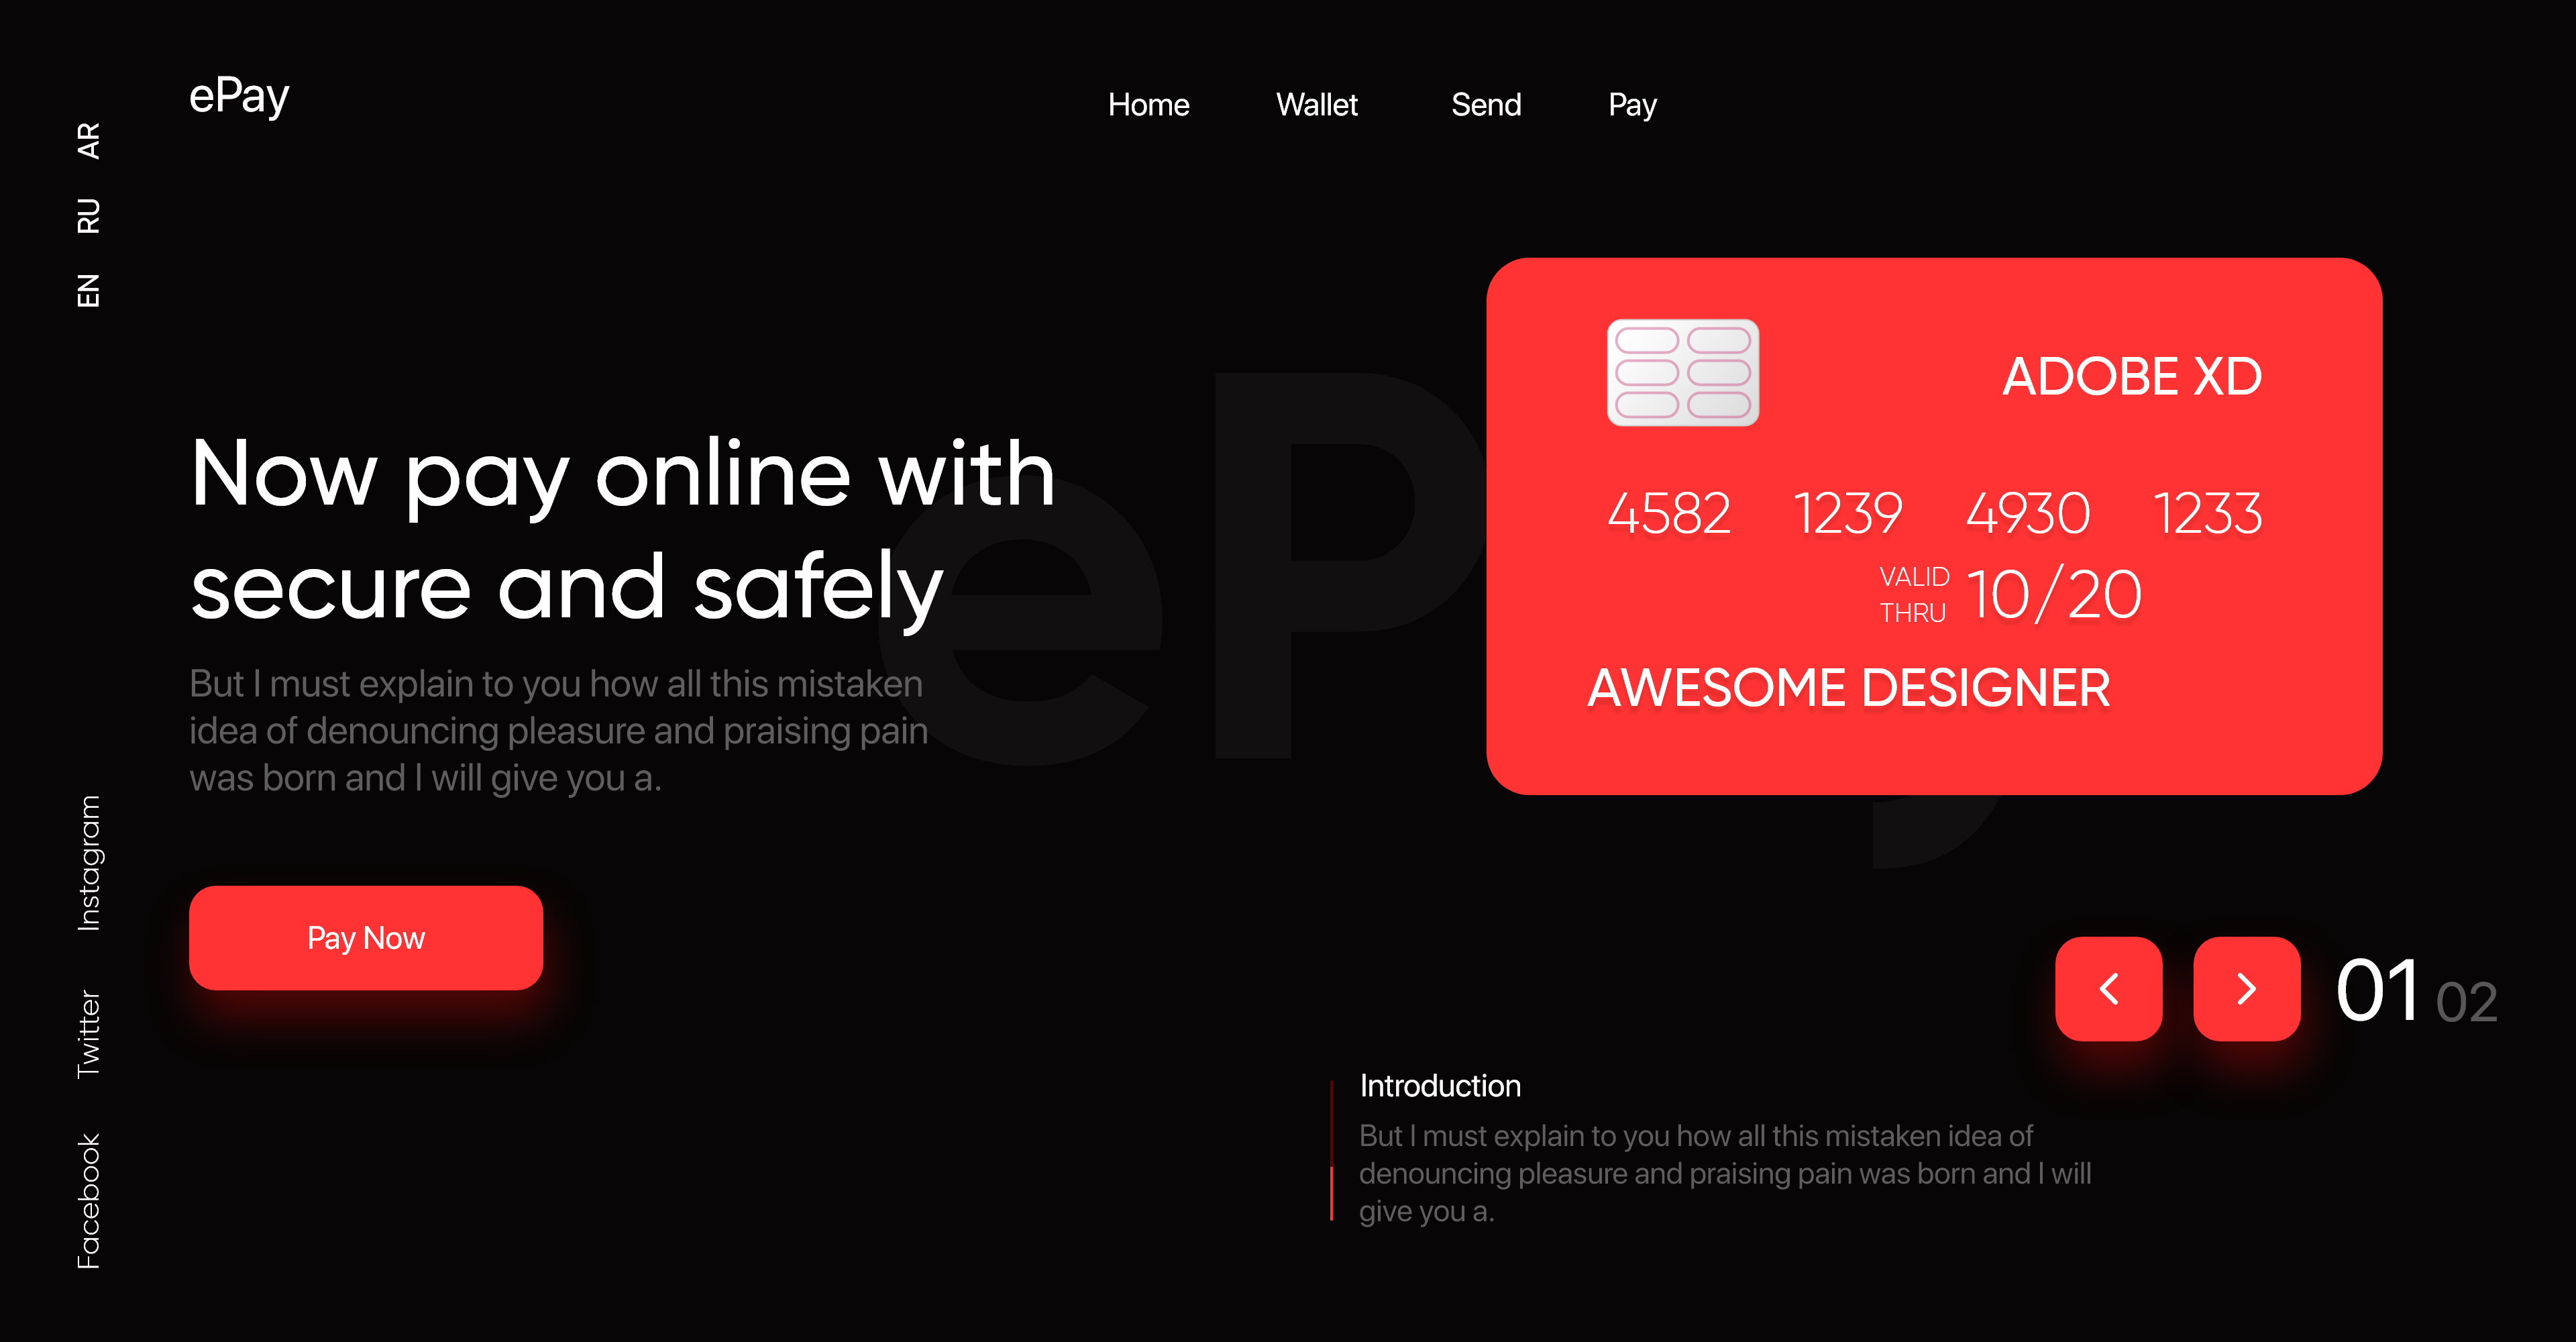 ePay
Home
Wallet
Send
Pay
AR
RU
EN
Now pay online with
secure and safely
But I must explain to you how all this mistaken
idea of denouncing pleasure and praising pain
was born and I will give you a.
Pay Now
eP
ADOBE XD
4582 1239 4930 1233
VALID
THRU
10/20
AWESOME DESIGNER
01 02
Introduction
But I must explain to you how all this mistaken idea of
denouncing pleasure and praising pain was born and I will
give you a.
Instagram
Twitter
Facebook